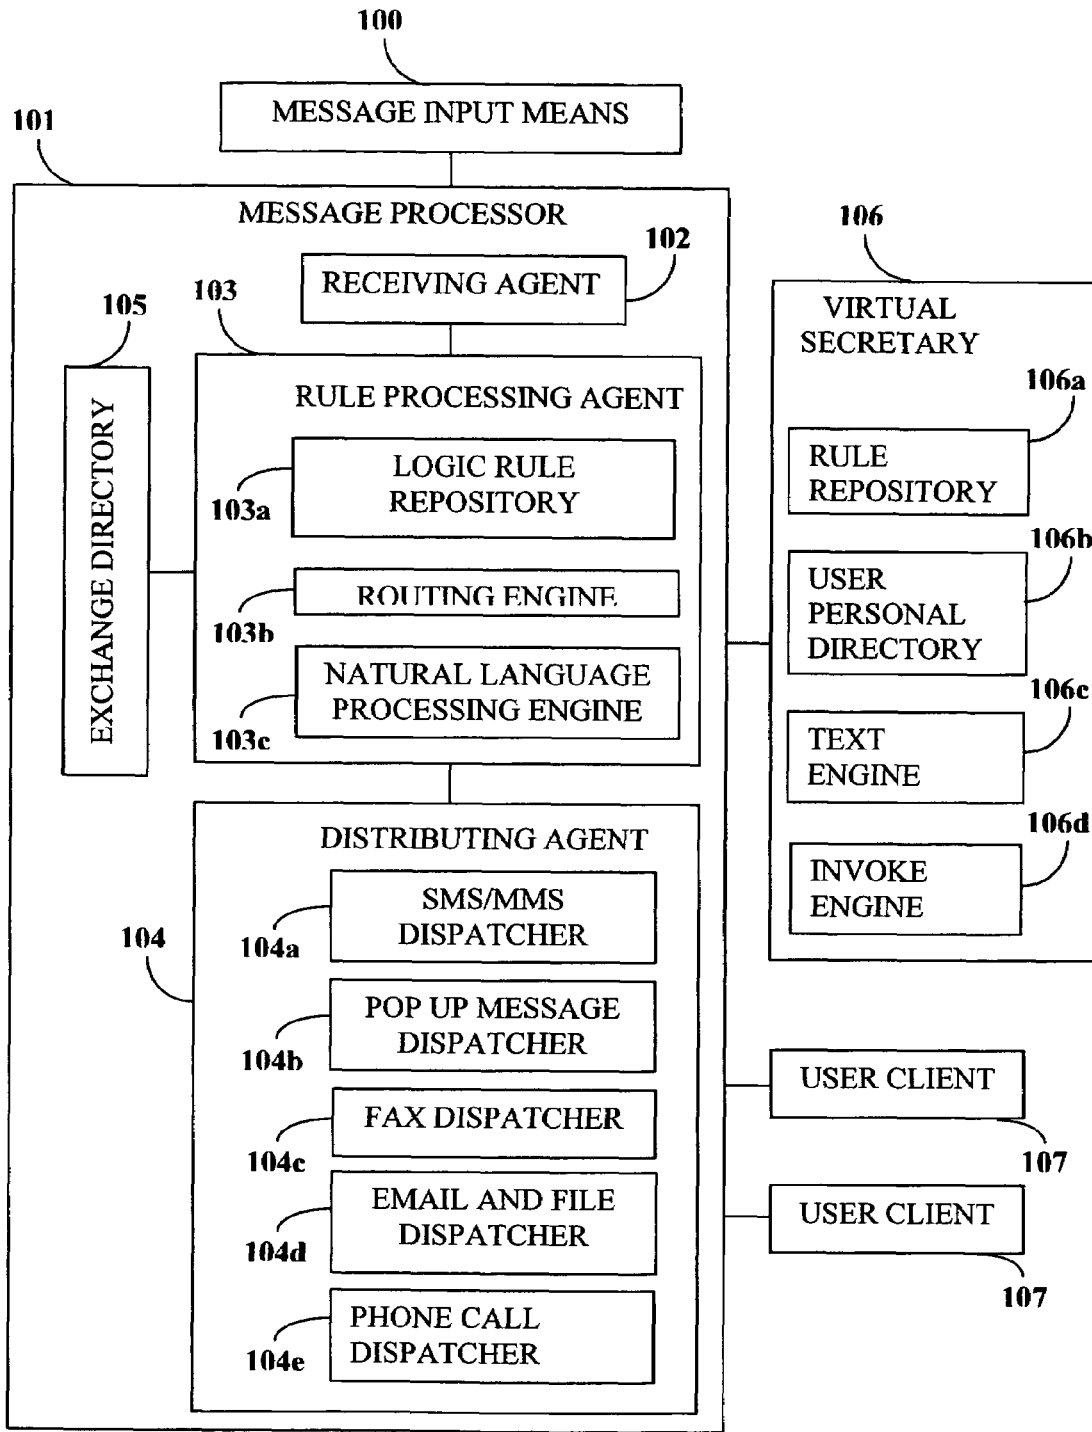 100
MESSAGE INPUT MEANS
101
MESSAGE PROCESSOR
102
RECEIVING AGENT
103
105
EXCHANGE DIRECTORY
RULE PROCESSING AGENT
LOGIC RULE
REPOSITORY
103a
ROUTING ENGINE
103b
NATURAL LANGUAGE
PROCESSING ENGINE
103c
104
DISTRIBUTING AGENT
SMS/MMS
DISPATCHER
104a
POP UP MESSAGE
DISPATCHER
104b
FAX DISPATCHER
104c
EMAIL AND FILE
DISPATCHER
104d
PHONE CALL
DISPATCHER
104e
106
VIRTUAL
SECRETARY
106a
RULE
REPOSITORY
106b
USER
PERSONAL
DIRECTORY
106c
TEXT
ENGINE
106d
INVOKE
ENGINE
USER CLIENT
107
USER CLIENT
107